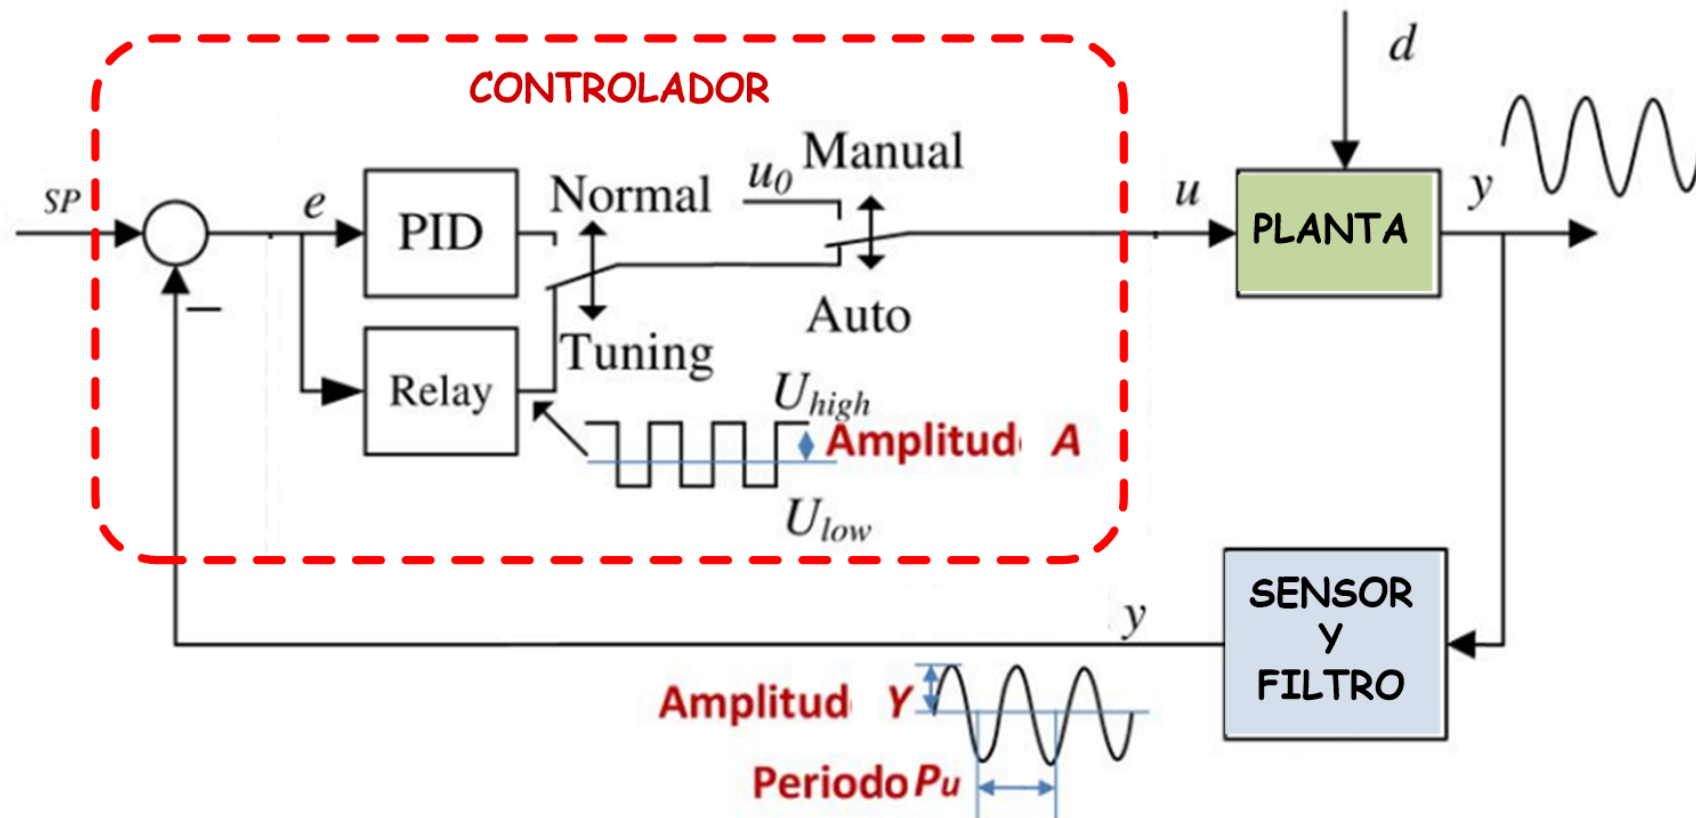 CONTROLADOR
d
SP
e
PID
Normal
u0
Manual
u
PLANTA
y
Auto
Tuning
Relay
Uhigh
Amplitud A
Ulow
SENSOR
Y
FILTRO
y
Amplitud Y
Periodo Pu